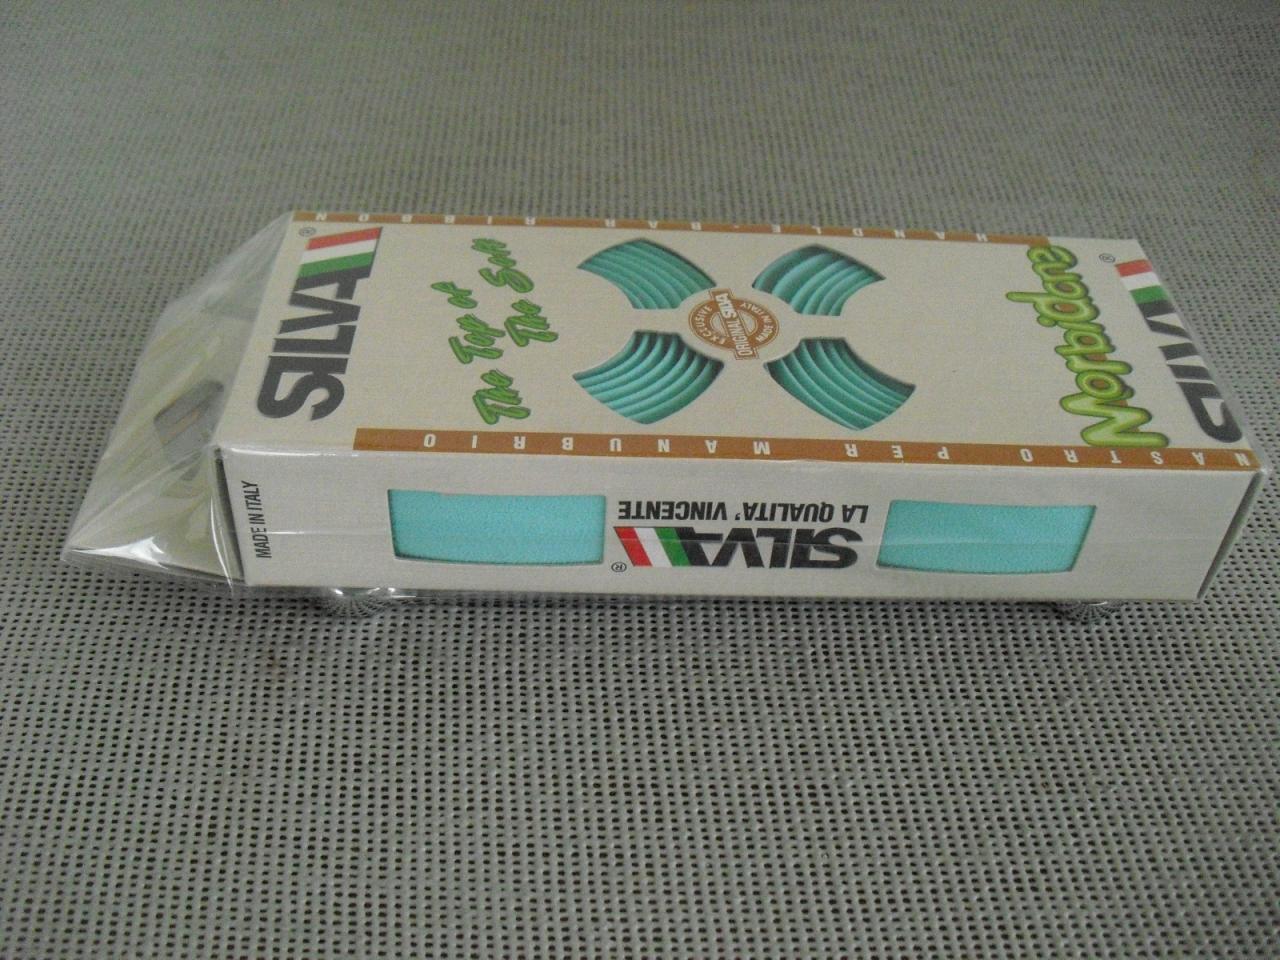 HANDLE-BAR RIBBON
SILVA®
The Top of
The Soft
EXCLUSIVE
ORIGINAL SILVA
MADE IN ITALY
Morbidone
SILVA®
NASTRO PER MANUBRIO
MADE IN ITALY
SILVA®
LA QUALITA' VINCENTE